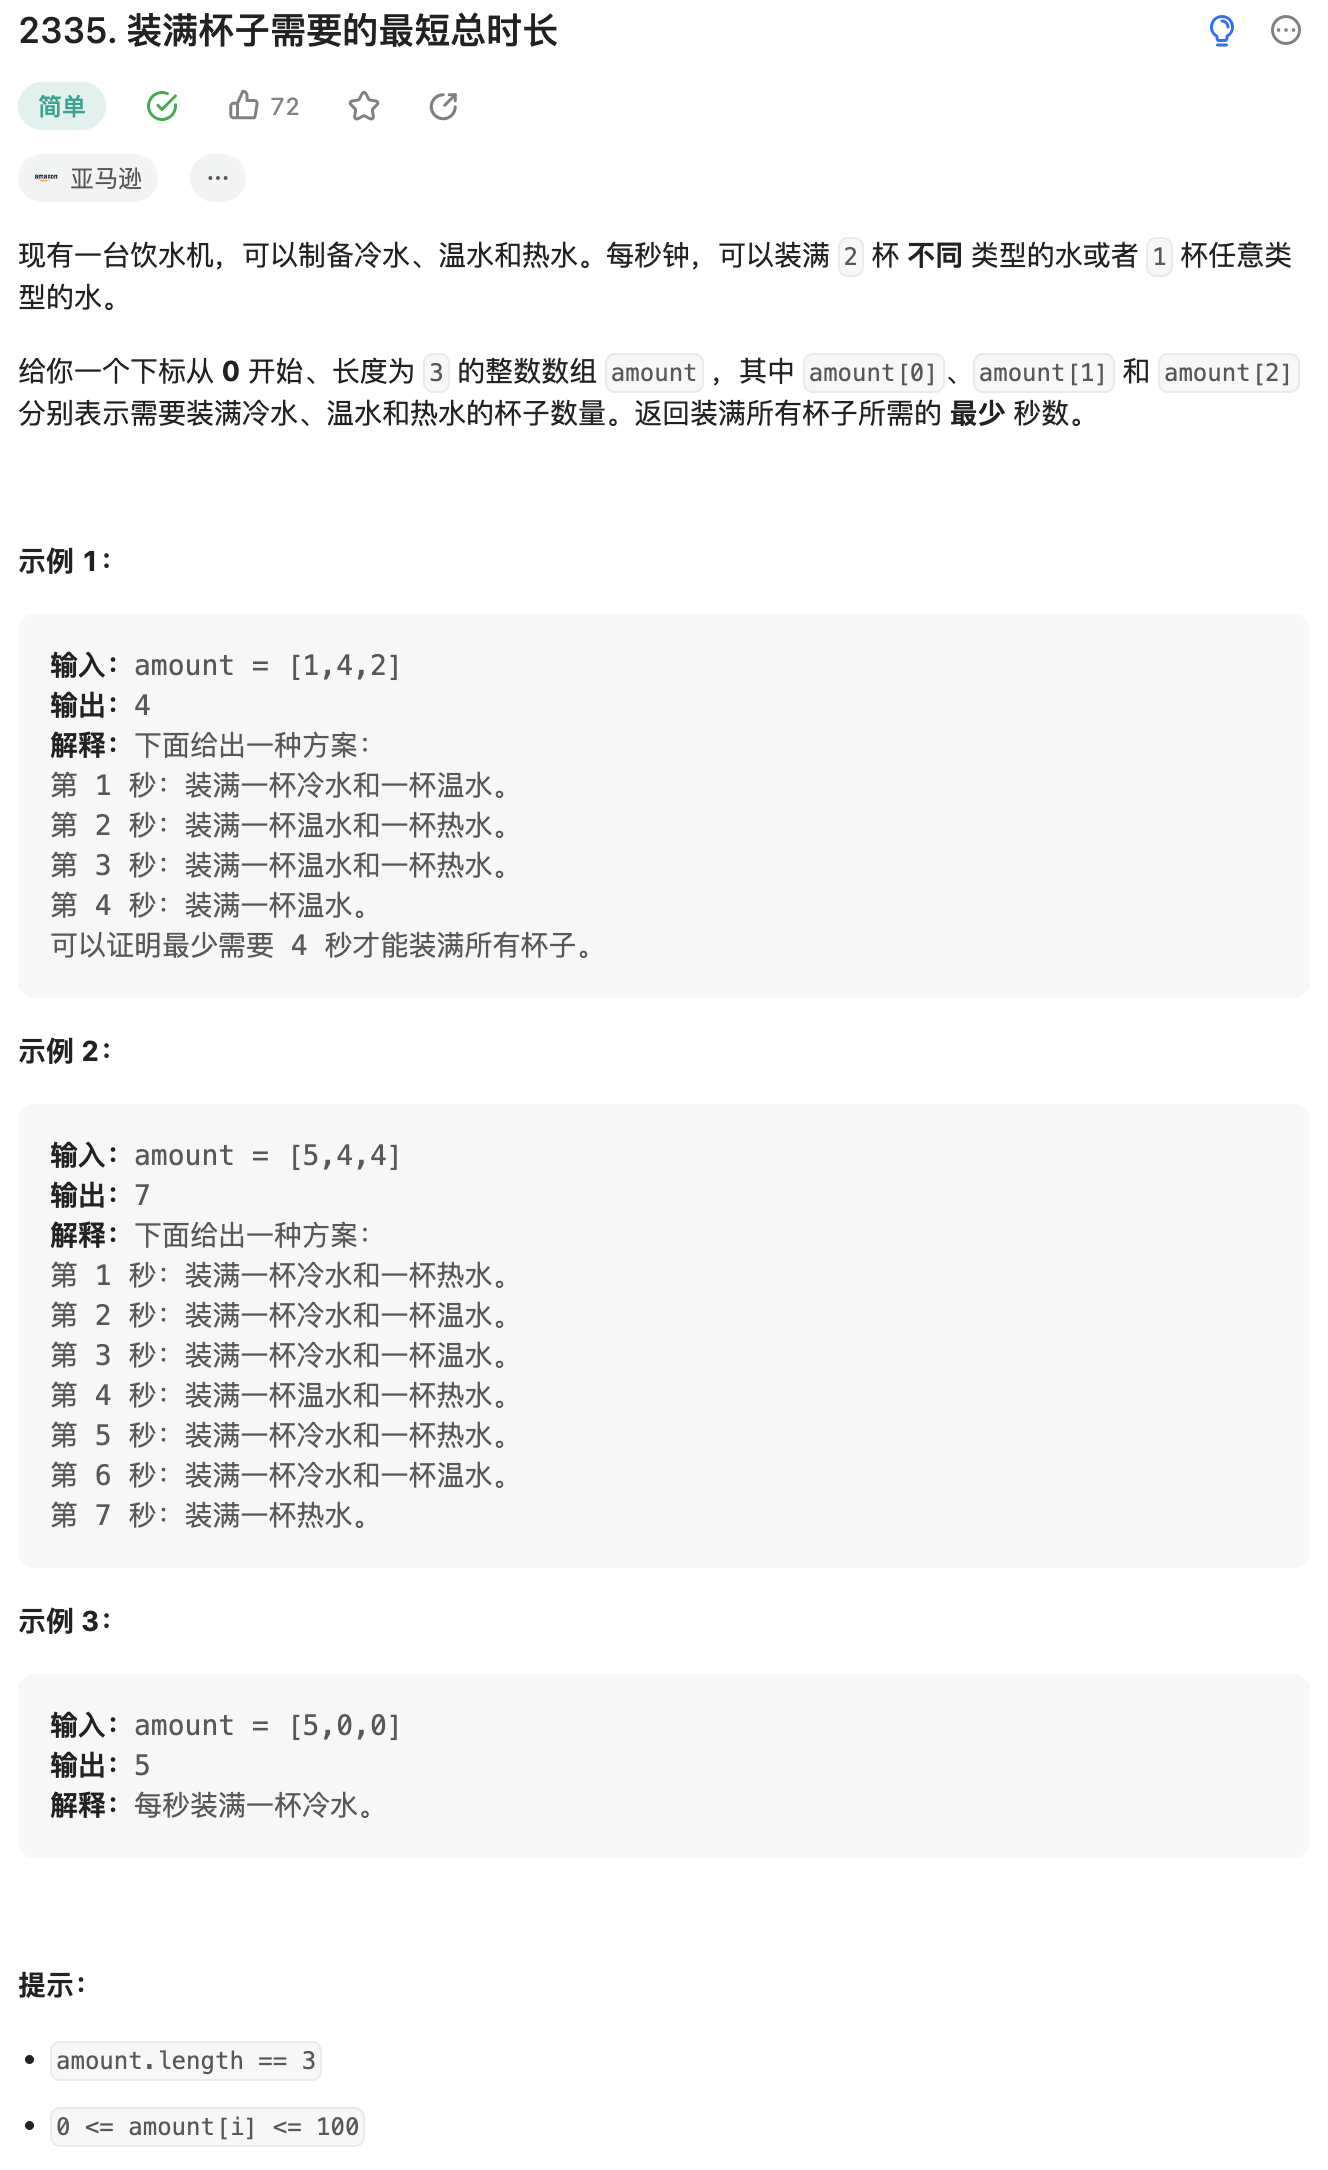 2335. 装满杯子需要的最短总时长
简单 72
amazon 亚马逊 ···
现有一台饮水机，可以制备冷水、温水和热水。每秒钟，可以装满 2 杯 不同 类型的水或者 1 杯任意类
型的水。
给你一个下标从 0 开始、长度为 3 的整数数组 amount ，其中 amount[0]、amount[1] 和 amount[2]
分别表示需要装满冷水、温水和热水的杯子数量。返回装满所有杯子所需的 最少 秒数。
示例 1：
输入：amount = [1,4,2]
输出：4
解释：下面给出一种方案：
第 1 秒：装满一杯冷水和一杯温水。
第 2 秒：装满一杯温水和一杯热水。
第 3 秒：装满一杯温水和一杯热水。
第 4 秒：装满一杯温水。
可以证明最少需要 4 秒才能装满所有杯子。
示例 2：
输入：amount = [5,4,4]
输出：7
解释：下面给出一种方案：
第 1 秒：装满一杯冷水和一杯热水。
第 2 秒：装满一杯冷水和一杯温水。
第 3 秒：装满一杯冷水和一杯温水。
第 4 秒：装满一杯温水和一杯热水。
第 5 秒：装满一杯冷水和一杯热水。
第 6 秒：装满一杯冷水和一杯温水。
第 7 秒：装满一杯热水。
示例 3：
输入：amount = [5,0,0]
输出：5
解释：每秒装满一杯冷水。
提示：
• amount.length == 3
• 0 <= amount[i] <= 100